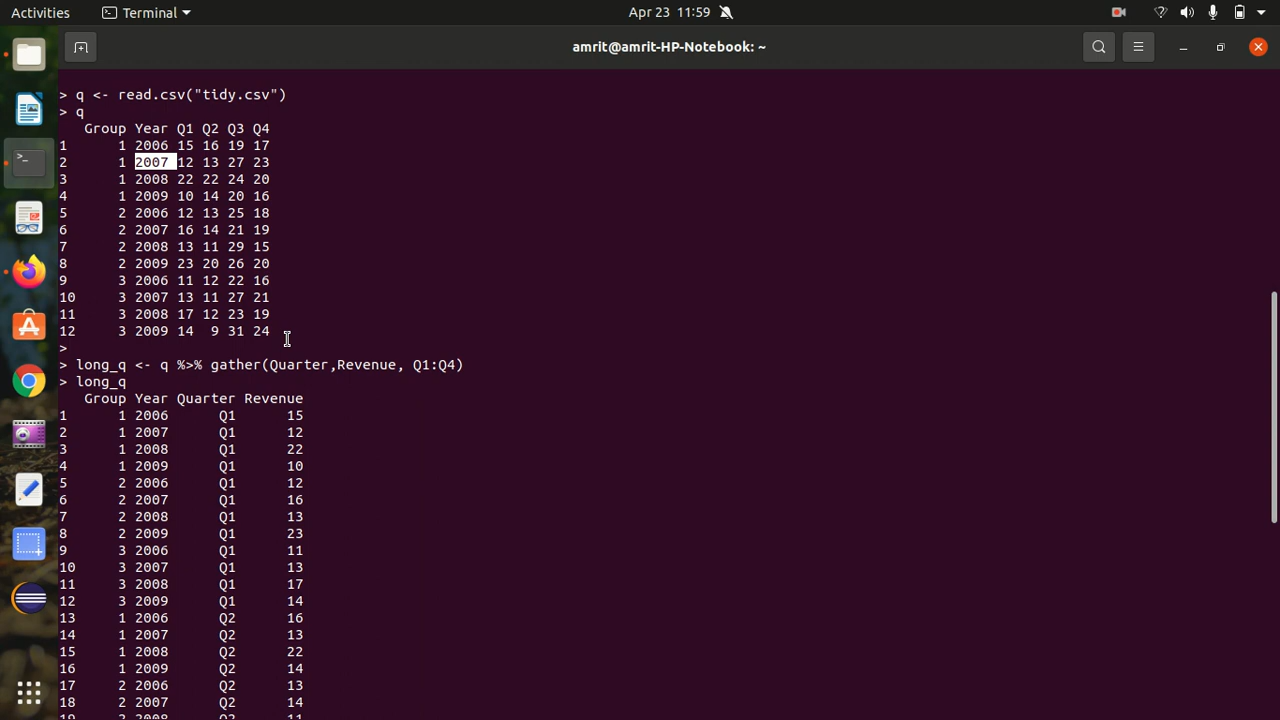 Activities Terminal Apr 23 11:59
amrit@amrit-HP-Notebook: ~
> q <- read.csv("tidy.csv")
> q
Group Year Q1 Q2 Q3 Q4
1 1 2006 15 16 19 17
2 1 2007 12 13 27 23
3 1 2008 22 22 24 20
4 1 2009 10 14 20 16
5 2 2006 12 13 25 18
6 2 2007 16 14 21 19
7 2 2008 13 11 29 15
8 2 2009 23 20 26 20
9 3 2006 11 12 22 16
10 3 2007 13 11 27 21
11 3 2008 17 12 23 19
12 3 2009 14 9 31 24
>
> long_q <- q %>% gather(Quarter,Revenue, Q1:Q4)
> long_q
Group Year Quarter Revenue
1 1 2006 Q1 15
2 1 2007 Q1 12
3 1 2008 Q1 22
4 1 2009 Q1 10
5 2 2006 Q1 12
6 2 2007 Q1 16
7 2 2008 Q1 13
8 2 2009 Q1 23
9 3 2006 Q1 11
10 3 2007 Q1 13
11 3 2008 Q1 17
12 3 2009 Q1 14
13 1 2006 Q2 16
14 1 2007 Q2 13
15 1 2008 Q2 22
16 1 2009 Q2 14
17 2 2006 Q2 13
18 2 2007 Q2 14
19 2 2008 Q2 11